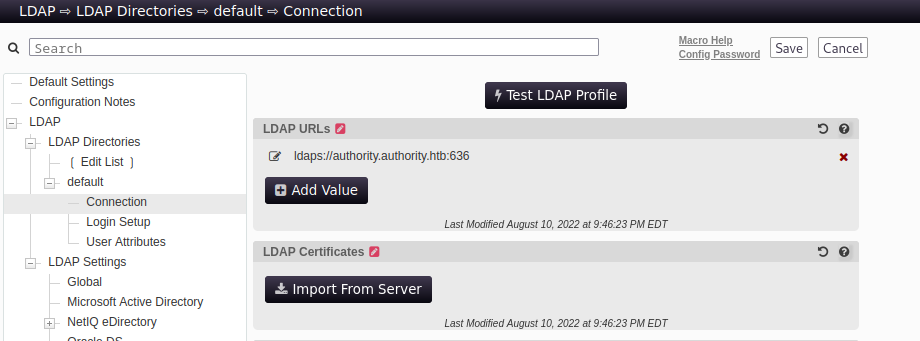 LDAP ⇨ LDAP Directories ⇨ default ⇨ Connection
Search
Macro Help
Config Password
Save
Cancel
Default Settings
Configuration Notes
LDAP
LDAP Directories
[ Edit List ]
default
Connection
Login Setup
User Attributes
LDAP Settings
Global
Microsoft Active Directory
NetIQ eDirectory
Oracle DS
Test LDAP Profile
LDAP URLs
ldaps://authority.authority.htb:636
Add Value
Last Modified August 10, 2022 at 9:46:23 PM EDT
LDAP Certificates
Import From Server
Last Modified August 10, 2022 at 9:46:23 PM EDT